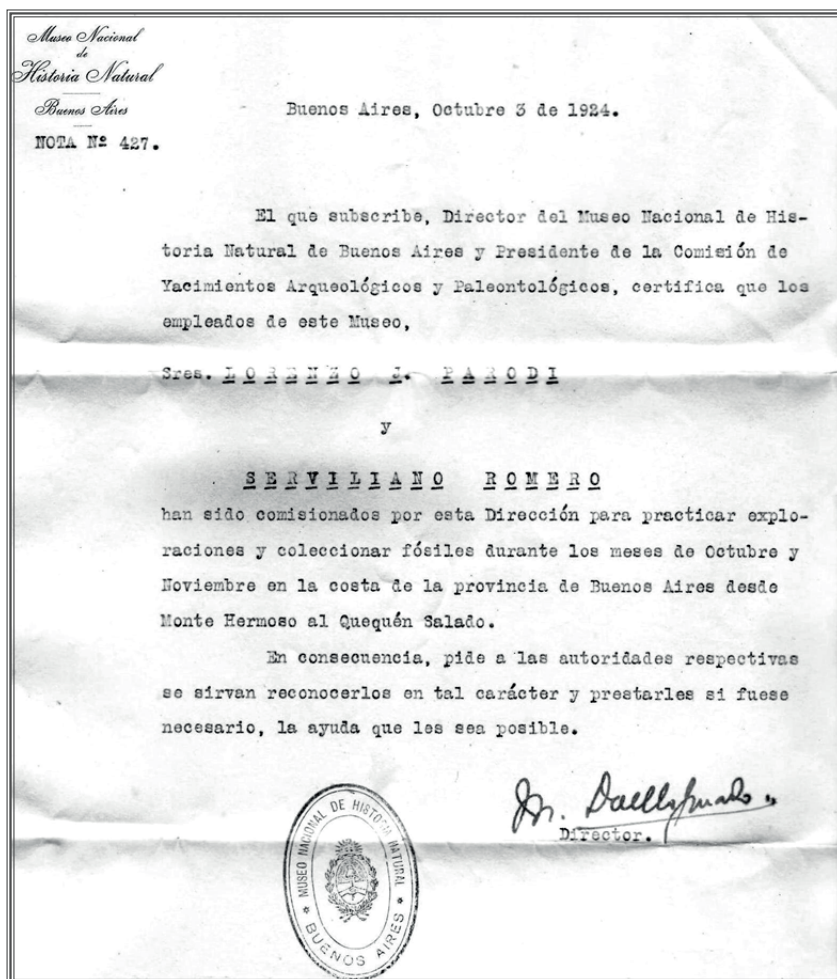 Museo Nacional
de
Historia Natural
Buenos Aires
NOTA Nº 427.
Buenos Aires, Octubre 3 de 1924.
El que subscribe, Director del Museo Nacional de His-
toria Natural de Buenos Aires y Presidente de la Comisión de
Yacimientos Arqueológicos y Paleontológicos, certifica que los
empleados de este Museo,
Sres. LORENZO J. PARODI
y
SERVILIANO ROMERO
han sido comisionados por esta Dirección para practicar explo-
raciones y coleccionar fósiles durante los meses de Octubre y
Noviembre en la costa de la provincia de Buenos Aires desde
Monte Hermoso al Quequén Salado.
En consecuencia, pide a las autoridades respectivas
se sirvan reconocerlos en tal carácter y prestarles si fuese
necesario, la ayuda que les sea posible.
Director.
MUSEO NACIONAL DE HISTORIA NATURAL
* BUENOS AIRES *